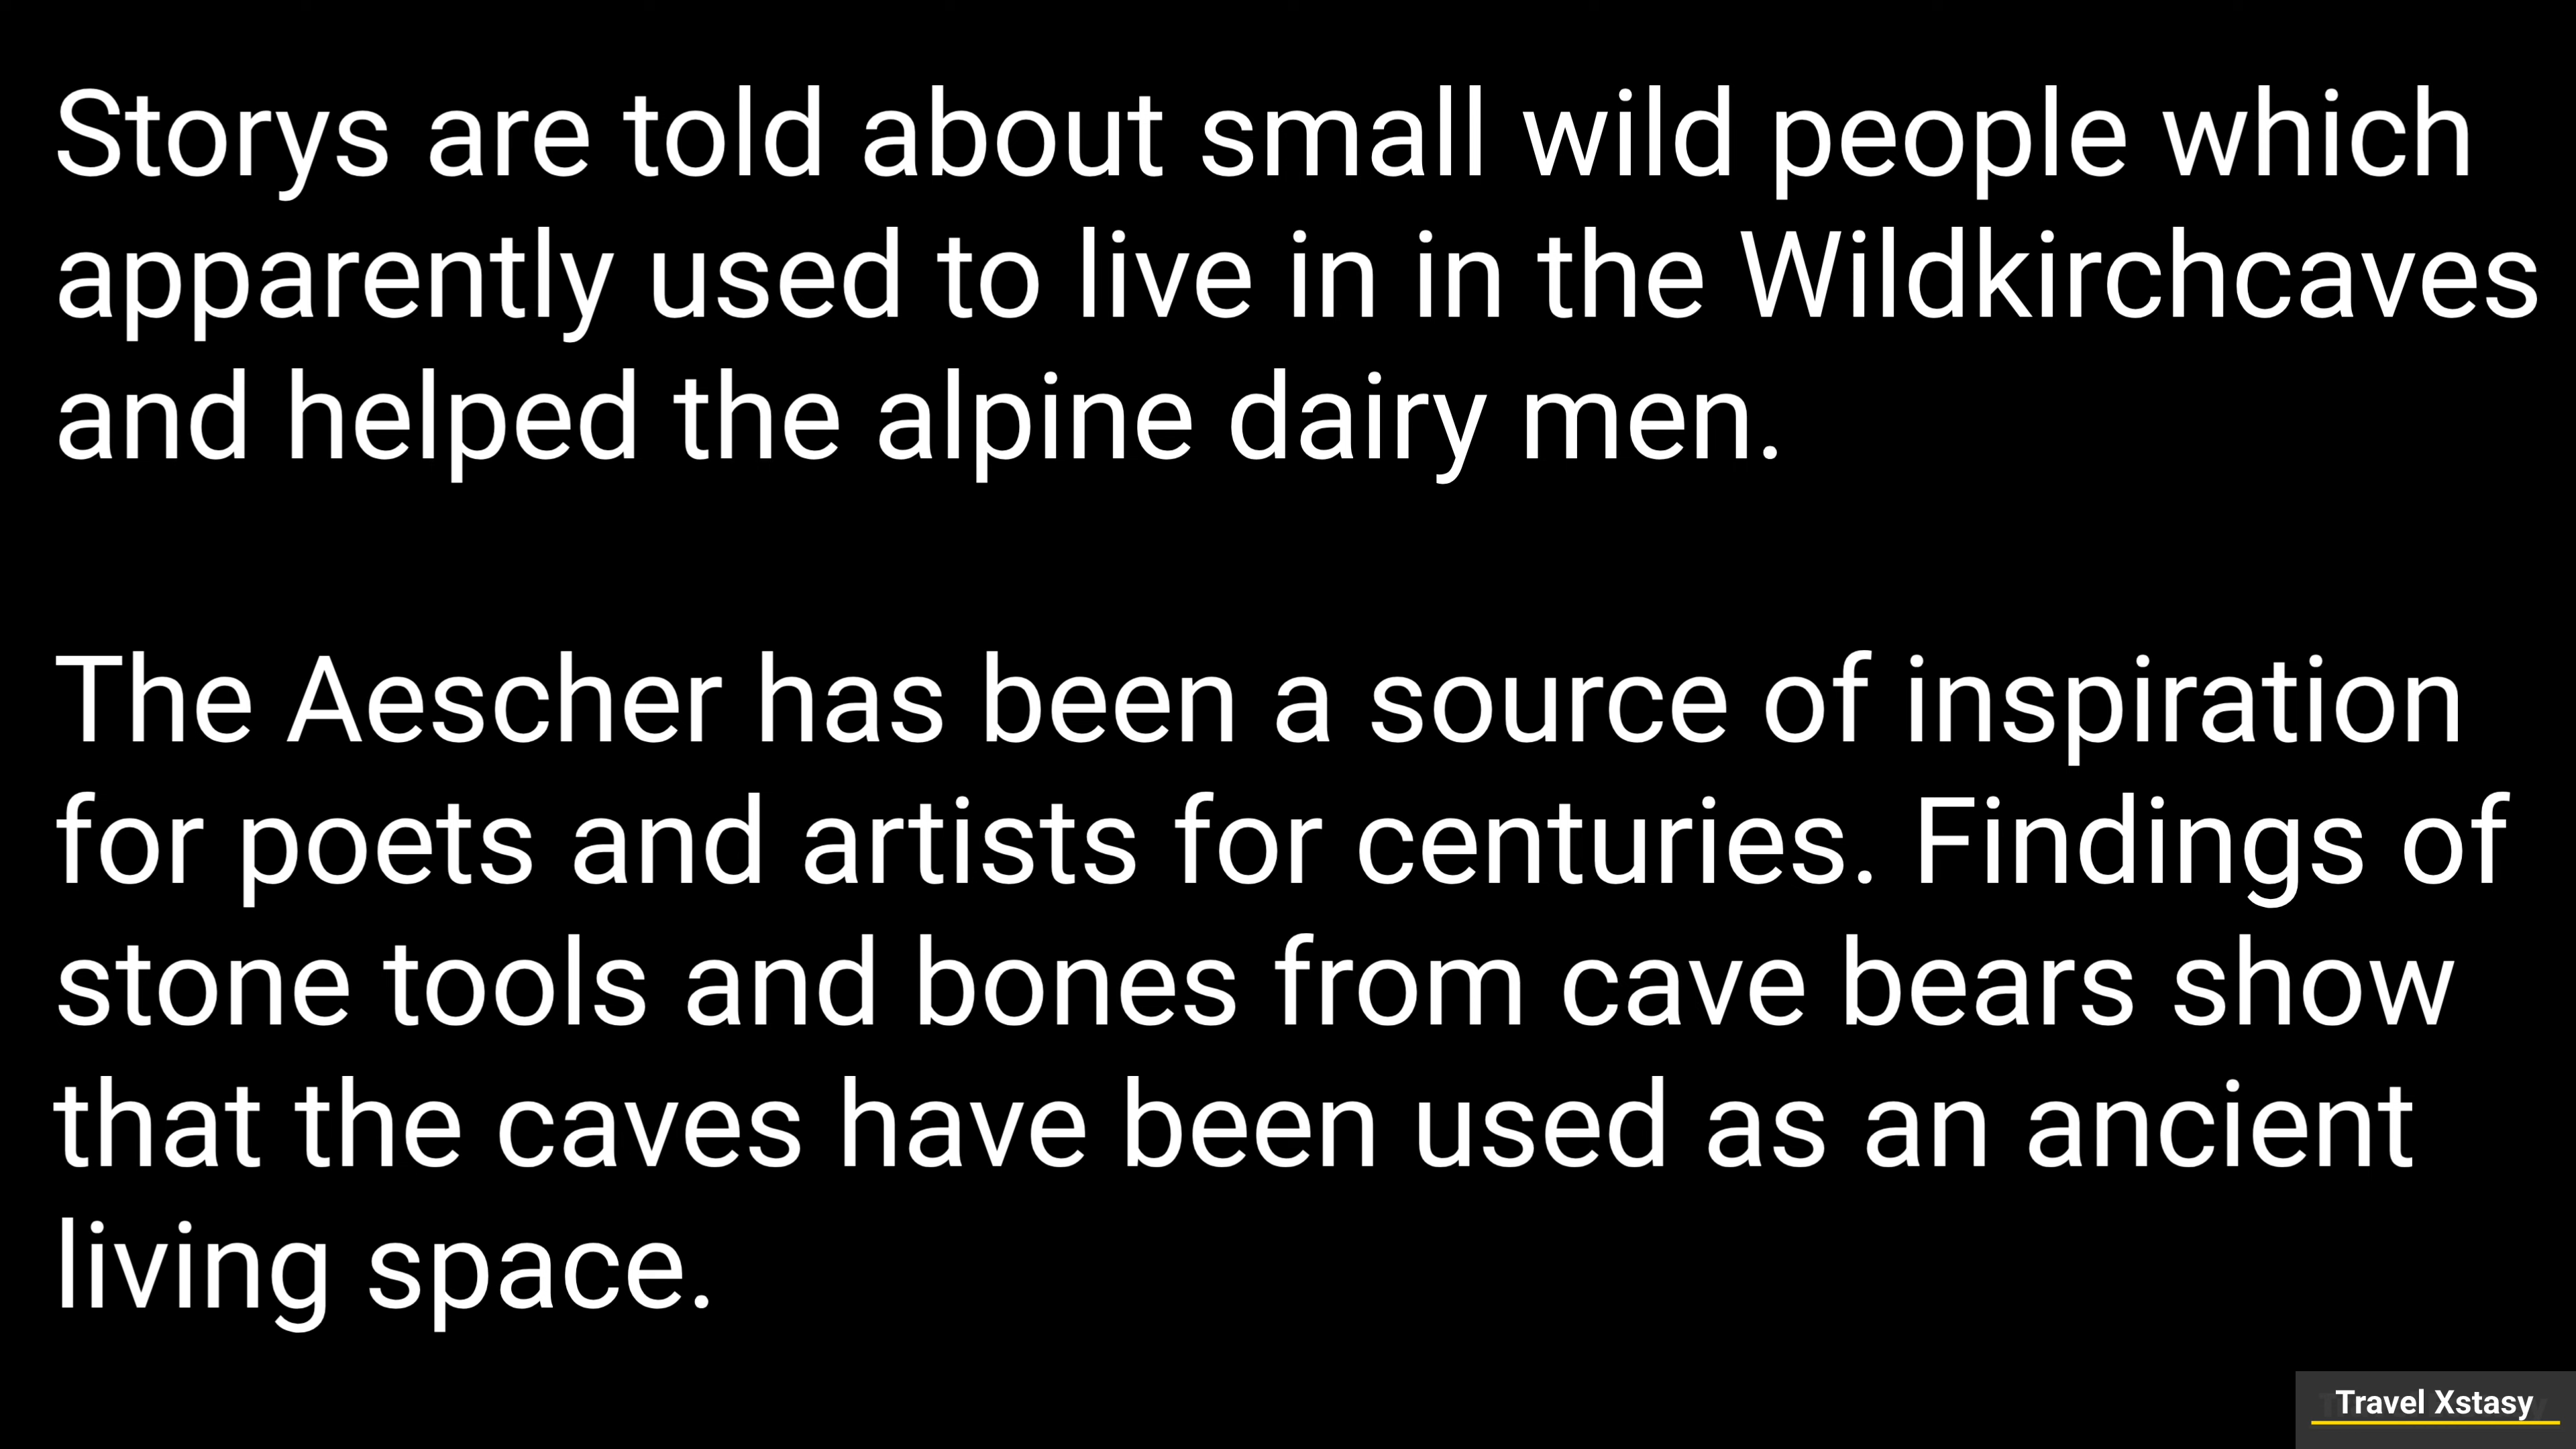 Storys are told about small wild people which
apparently used to live in in the Wildkirchcaves
and helped the alpine dairy men.
The Aescher has been a source of inspiration
for poets and artists for centuries. Findings of
stone tools and bones from cave bears show
that the caves have been used as an ancient
living space.
Travel Xstasy